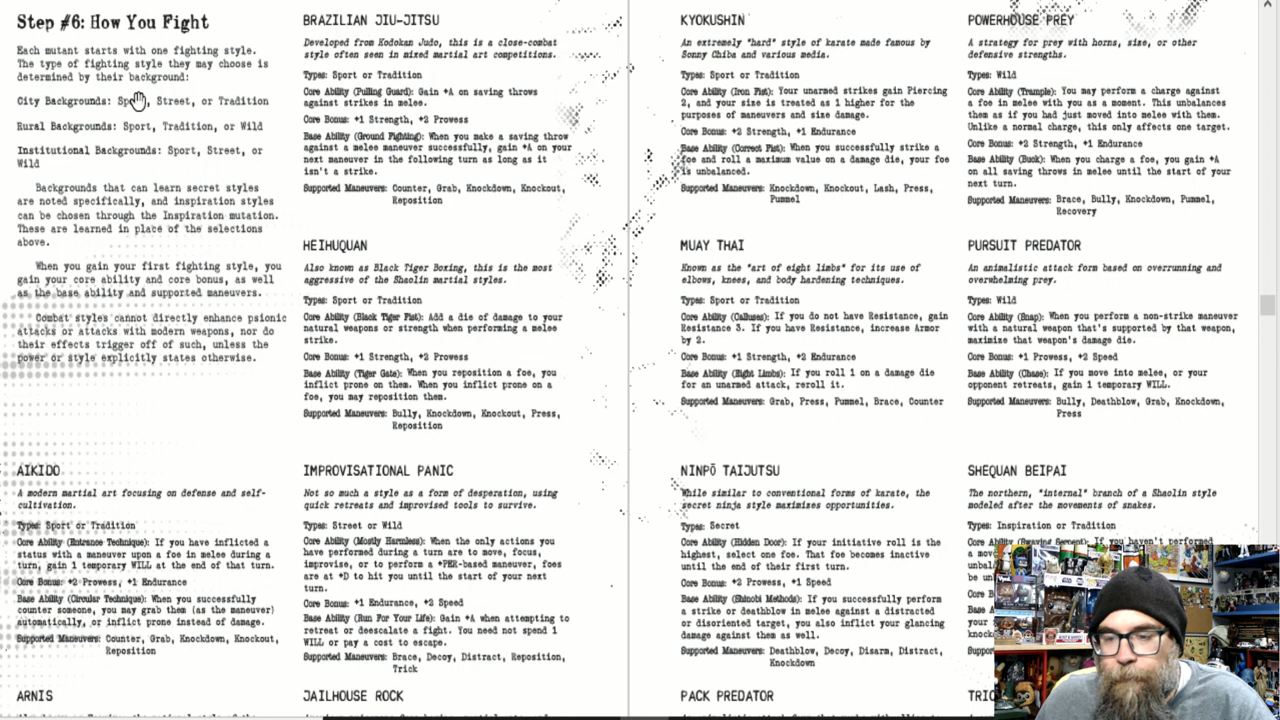 Step #6: How You Fight
Each mutant starts with one fighting style.
The type of fighting style they may choose is
determined by their background:
City Backgrounds: Sport, Street, or Tradition
Rural Backgrounds: Sport, Tradition, or Wild
Institutional Backgrounds: Sport, Street, or
Wild
Backgrounds that can learn secret styles
are noted specifically, and inspiration styles
can be chosen through the Inspiration mutation.
These are learned in place of the selections
above.
When you gain your first fighting style, you
gain your core ability and core bonus, as well
as the base ability and supported maneuvers.
Combat styles cannot directly enhance psionic
attacks or attacks with modern weapons, nor do
their effects trigger off of such, unless the
power or style explicitly states otherwise.
AIKIDO
A modern martial art focusing on defense and self-
cultivation.
Types: Sport or Tradition
Core Ability (Entrance Technique): If you have inflicted a
status with a maneuver upon a foe in melee during a
turn, gain 1 temporary WILL at the end of that turn.
Core Bonus: +2 Prowess, +1 Endurance
Base Ability (Circular Technique): When you successfully
counter someone, you may grab them (as the maneuver)
automatically, or inflict prone instead of damage.
Supported Maneuvers: Counter, Grab, Knockdown, Knockout,
Reposition
ARNIS
BRAZILIAN JIU-JITSU
Developed from Kodokan Judo, this is a close-combat
style often seen in mixed martial art competitions.
Types: Sport or Tradition
Core Ability (Pulling Guard): Gain +A on saving throws
against strikes in melee.
Core Bonus: +1 Strength, +2 Prowess
Base Ability (Ground Fighting): When you make a saving throw
against a melee maneuver successfully, gain +A on your
next maneuver in the following turn as long as it
isn't a strike.
Supported Maneuvers: Counter, Grab, Knockdown, Knockout,
Reposition
HEIHUQUAN
Also known as Black Tiger Boxing, this is the most
aggressive of the Shaolin martial styles.
Types: Sport or Tradition
Core Ability (Black Tiger Fist): Add a die of damage to your
natural weapons or strength when performing a melee
strike.
Core Bonus: +1 Strength, +2 Prowess
Base Ability (Tiger Gate): When you reposition a foe, you
inflict prone on them. When you inflict prone on a
foe, you may reposition them.
Supported Maneuvers: Bully, Knockdown, Knockout, Press,
Reposition
IMPROVISATIONAL PANIC
Not so much a style as a form of desperation, using
quick retreats and improvised tools to survive.
Types: Street or Wild
Core Ability (Mostly Harmless): When the only actions you
have performed during a turn are to move, focus,
improvise, or to perform a +PER-based maneuver, foes
are at +D to hit you until the start of your next
turn.
Core Bonus: +1 Endurance, +2 Speed
Base Ability (Run For Your Life): Gain +A when attempting to
retreat or deescalate a fight. You need not spend 1
WILL or pay a cost to escape.
Supported Maneuvers: Brace, Decoy, Distract, Reposition,
Trick
JAILHOUSE ROCK
KYOKUSHIN
An extremely "hard" style of karate made famous by
Sonny Chiba and various media.
Types: Sport or Tradition
Core Ability (Iron Fist): Your unarmed strikes gain Piercing
2, and your size is treated as 1 higher for the
purposes of maneuvers and size damage.
Core Bonus: +2 Strength, +1 Endurance
Base Ability (Correct Fist): When you successfully strike a
foe and roll a maximum value on a damage die, your foe
is unbalanced.
Supported Maneuvers: Knockdown, Knockout, Lash, Press,
Pummel
MUAY THAI
Known as the "art of eight limbs" for its use of
elbows, knees, and body hardening techniques.
Types: Sport or Tradition
Core Ability (Calluses): If you do not have Resistance, gain
Resistance 3. If you have Resistance, increase Armor
by 2.
Core Bonus: +1 Strength, +2 Endurance
Base Ability (Eight Limbs): If you roll 1 on a damage die
for an unarmed attack, reroll it.
Supported Maneuvers: Grab, Press, Pummel, Brace, Counter
NINPŌ TAIJUTSU
While similar to conventional forms of karate, the
secret ninja style maximizes opportunities.
Types: Secret
Core Ability (Hidden Door): If your initiative roll is the
highest, select one foe. That foe becomes inactive
until the end of their first turn.
Core Bonus: +2 Prowess, +1 Speed
Base Ability (Shinobi Methods): If you successfully perform
a strike or deathblow in melee against a distracted
or disoriented target, you also inflict your glancing
damage against them as well.
Supported Maneuvers: Deathblow, Decoy, Disarm, Distract,
Knockdown
PACK PREDATOR
POWERHOUSE PREY
A strategy for prey with horns, size, or other
defensive strengths.
Types: Wild
Core Ability (Trample): You may perform a charge against
a foe in melee with you as a moment. This unbalances
them as if you had just moved into melee with them.
Unlike a normal charge, this only affects one target.
Core Bonus: +2 Strength, +1 Endurance
Base Ability (Buck): When you charge a foe, you gain +A
on all saving throws in melee until the start of your
next turn.
Supported Maneuvers: Brace, Bully, Knockdown, Pummel,
Recovery
PURSUIT PREDATOR
An animalistic attack form based on overrunning and
overwhelming prey.
Types: Wild
Core Ability (Snap): When you perform a non-strike maneuver
with a natural weapon that's supported by that weapon,
maximize that weapon's damage die.
Core Bonus: +1 Prowess, +2 Speed
Base Ability (Chase): If you move into melee, or your
opponent retreats, gain 1 temporary WILL.
Supported Maneuvers: Bully, Deathblow, Grab, Knockdown,
Press
SHEQUAN BEIPAI
The northern, "internal" branch of a Shaolin style
modeled after the movements of snakes.
Types: Inspiration or Tradition
Core Ability (Swaying Serpent): If you haven't performed
a
Core
Base
your